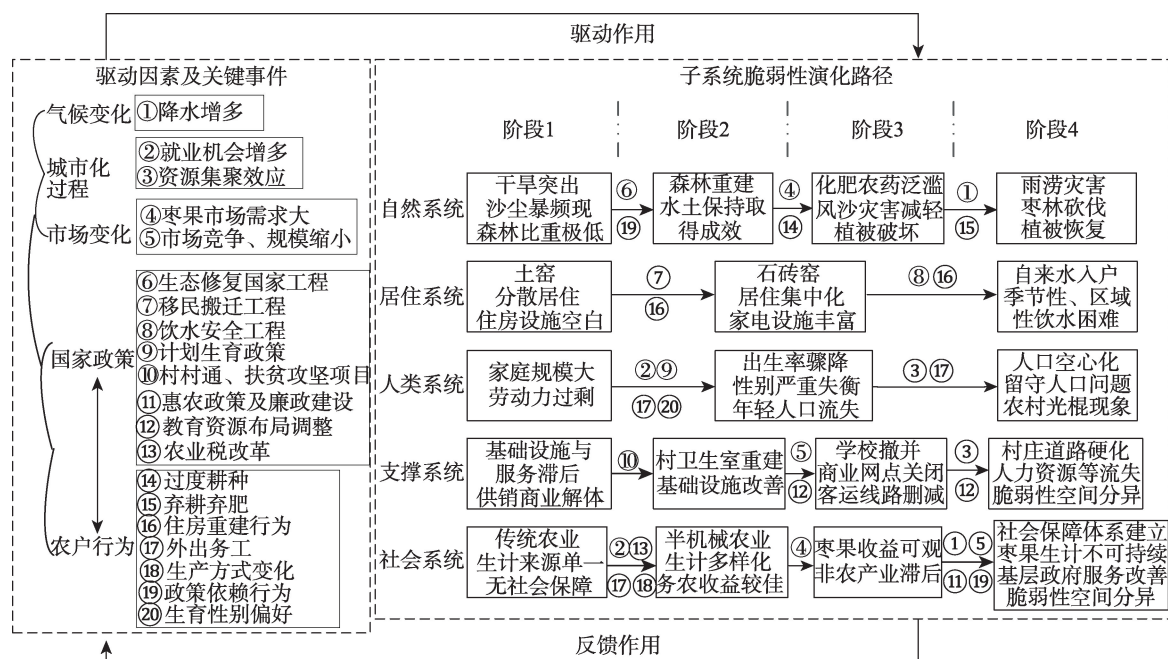 驱动作用
驱动因素及关键事件
气候变化
①降水增多
城市化
过程
②就业机会增多
③资源集聚效应
市场变化
④枣果市场需求大
⑤市场竞争、规模缩小
国家政策
⑥生态修复国家工程
⑦移民搬迁工程
⑧饮水安全工程
⑨计划生育政策
⑩村村通、扶贫攻坚项目
⑪惠农政策及廉政建设
⑫教育资源布局调整
⑬农业税改革
农户行为
⑭过度耕种
⑮弃耕弃肥
⑯住房重建行为
⑰外出务工
⑱生产方式变化
⑲政策依赖行为
⑳生育性别偏好
子系统脆弱性演化路径
阶段1
阶段2
阶段3
阶段4
自然系统
干旱突出
沙尘暴频现
森林比重极低
⑥
⑲
森林重建
水土保持取
得成效
④
⑭
化肥农药泛滥
风沙灾害减轻
植被破坏
①
⑮
雨涝灾害
枣林砍伐
植被恢复
居住系统
土窑
分散居住
住房设施空白
⑦
⑯
石砖窑
居住集中化
家电设施丰富
⑧⑯
自来水入户
季节性、区域
性饮水困难
人类系统
家庭规模大
劳动力过剩
②⑨
⑰⑳
出生率骤降
性别严重失衡
年轻人口流失
③⑰
人口空心化
留守人口问题
农村光棍现象
支撑系统
基础设施与
服务滞后
供销商业解体
⑩
村卫生室重建
基础设施改善
⑤
⑫
学校撤并
商业网点关闭
客运线路删减
③
⑫
村庄道路硬化
人力资源等流失
脆弱性空间分异
社会系统
传统农业
生计来源单一
无社会保障
②⑬
⑰⑱
半机械农业
生计多样化
务农收益较佳
④
枣果收益可观
非农产业滞后
①⑤
⑪⑲
社会保障体系建立
枣果生计不可持续
基层政府服务改善
脆弱性空间分异
反馈作用